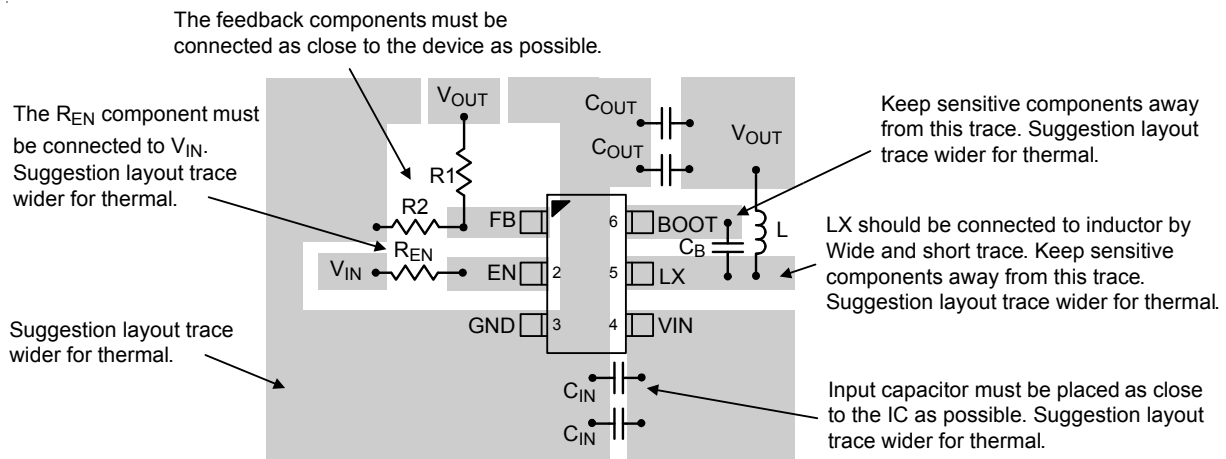 The feedback components must be
connected as close to the device as possible.
The REN component must
be connected to VIN.
Suggestion layout trace
wider for thermal.
VOUT
COUT
COUT
VOUT
Keep sensitive components away
from this trace. Suggestion layout
trace wider for thermal.
R1
R2
FB
6
BOOT
CB
L
REN
VIN
EN
2
5
LX
LX should be connected to inductor by
Wide and short trace. Keep sensitive
components away from this trace.
Suggestion layout trace wider for thermal.
GND
3
4
VIN
Suggestion layout trace
wider for thermal.
CIN
CIN
Input capacitor must be placed as close
to the IC as possible. Suggestion layout
trace wider for thermal.